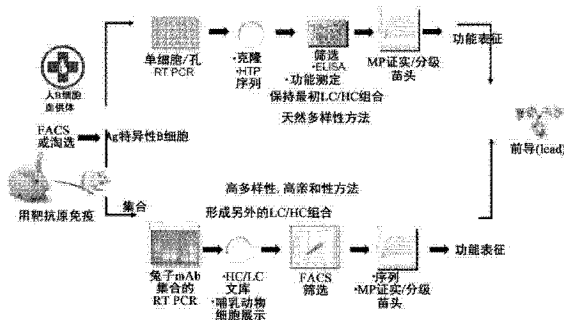 人B细胞
血供体
FACS
或淘选
Ag特异性B细胞
用靶抗原免疫
集合
单细胞/孔
RT PCR
·克隆
·HTP
序列
筛选
·ELISA
·功能测定
MP证实/分级
苗头
功能表征
保持最初LC/HC组合
天然多样性方法
前导(lead)
高多样性, 高亲和性方法
形成另外的LC/HC组合
兔子mAb
集合的
RT PCR
·HC/LC
文库
·哺乳动物
细胞展示
FACS
筛选
·序列
·MP证实/分级
苗头
功能表征